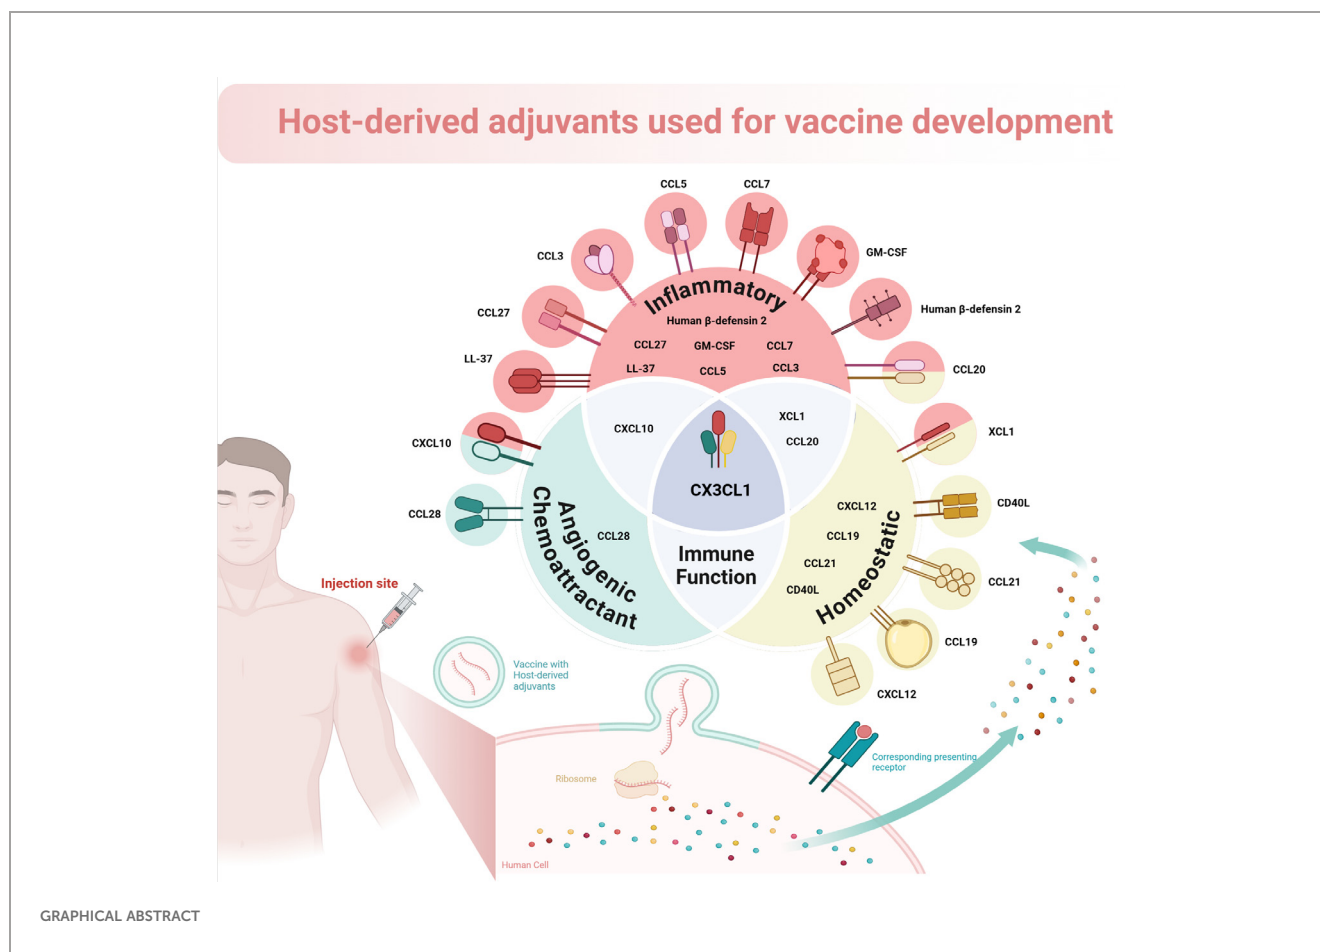 Host-derived adjuvants used for vaccine development
CCL5
CCL7
CCL3
GM-CSF
CCL27
Human β-defensin 2
LL-37
CCL20
CXCL10
XCL1
CCL28
CD40L
CCL21
CCL19
CXCL12
Inflammatory
Human β-defensin 2
CCL27 GM-CSF CCL7
LL-37 CCL5 CCL3
CXCL10
XCL1
CCL20
CX3CL1
Angiogenic
Chemoattractant
CCL28
Immune
Function
CXCL12
CCL19
CCL21
CD40L
Homeostatic
Injection site
Vaccine with
Host-derived
adjuvants
Ribosome
Corresponding presenting
receptor
Human Cell
GRAPHICAL ABSTRACT